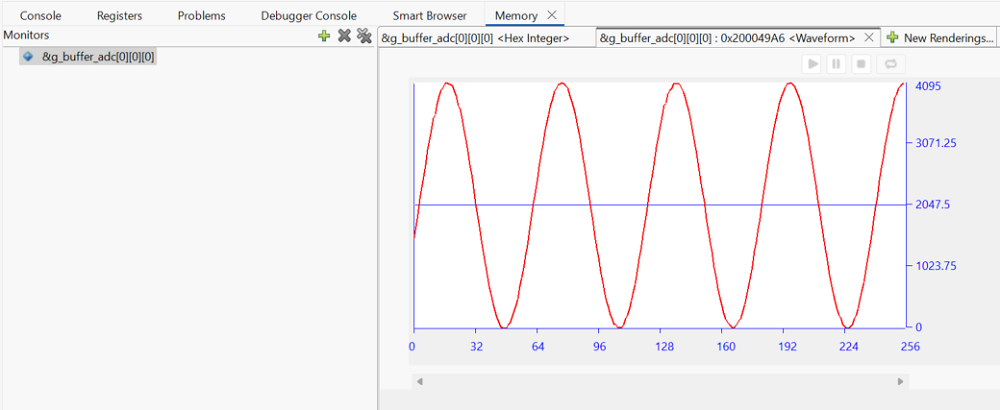 Console Registers Problems Debugger Console Smart Browser Memory
Monitors
&g_buffer_adc[0][0][0] <Hex Integer> &g_buffer_adc[0][0][0] : 0x200049A6 <Waveform> New Renderings...
&g_buffer_adc[0][0][0]
4095
3071.25
2047.5
1023.75
0
0 32 64 96 128 160 192 224 256